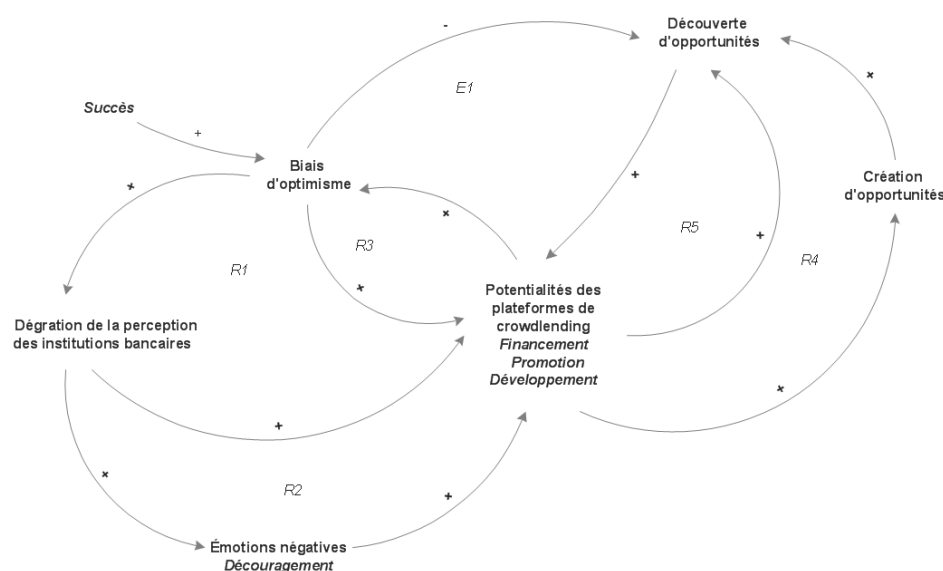 -
Découverte
d'opportunités
E1
+
Succès
+
Biais
d'optimisme
+
Création
d'opportunités
+
+
R5
+
R4
R3
R1
+
Potentialités des
plateformes de
crowdlending
Financement
Promotion
Développement
Dégration de la perception
des institutions bancaires
+
+
+
R2
+
Émotions négatives
Découragement